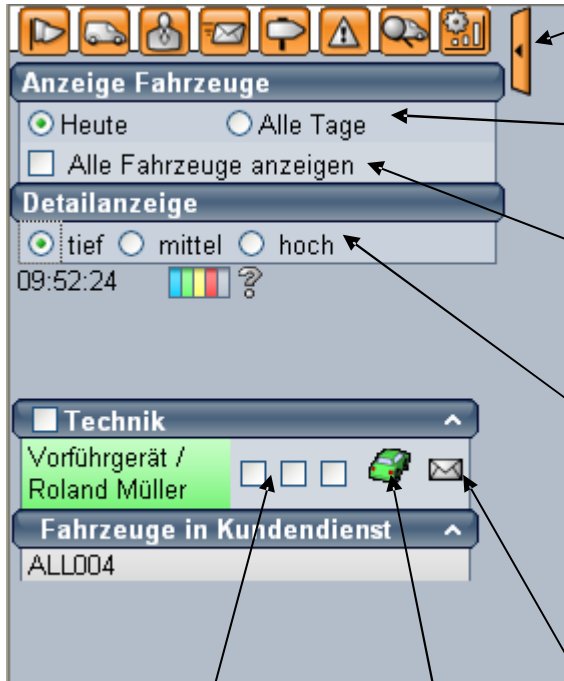 Anzeige Fahrzeuge
Heute Alle Tage
Alle Fahrzeuge anzeigen
Detailanzeige
tief mittel hoch
09:52:24 ?
Technik
Vorführgerät /
Roland Müller
Fahrzeuge in Kundendienst
ALL004